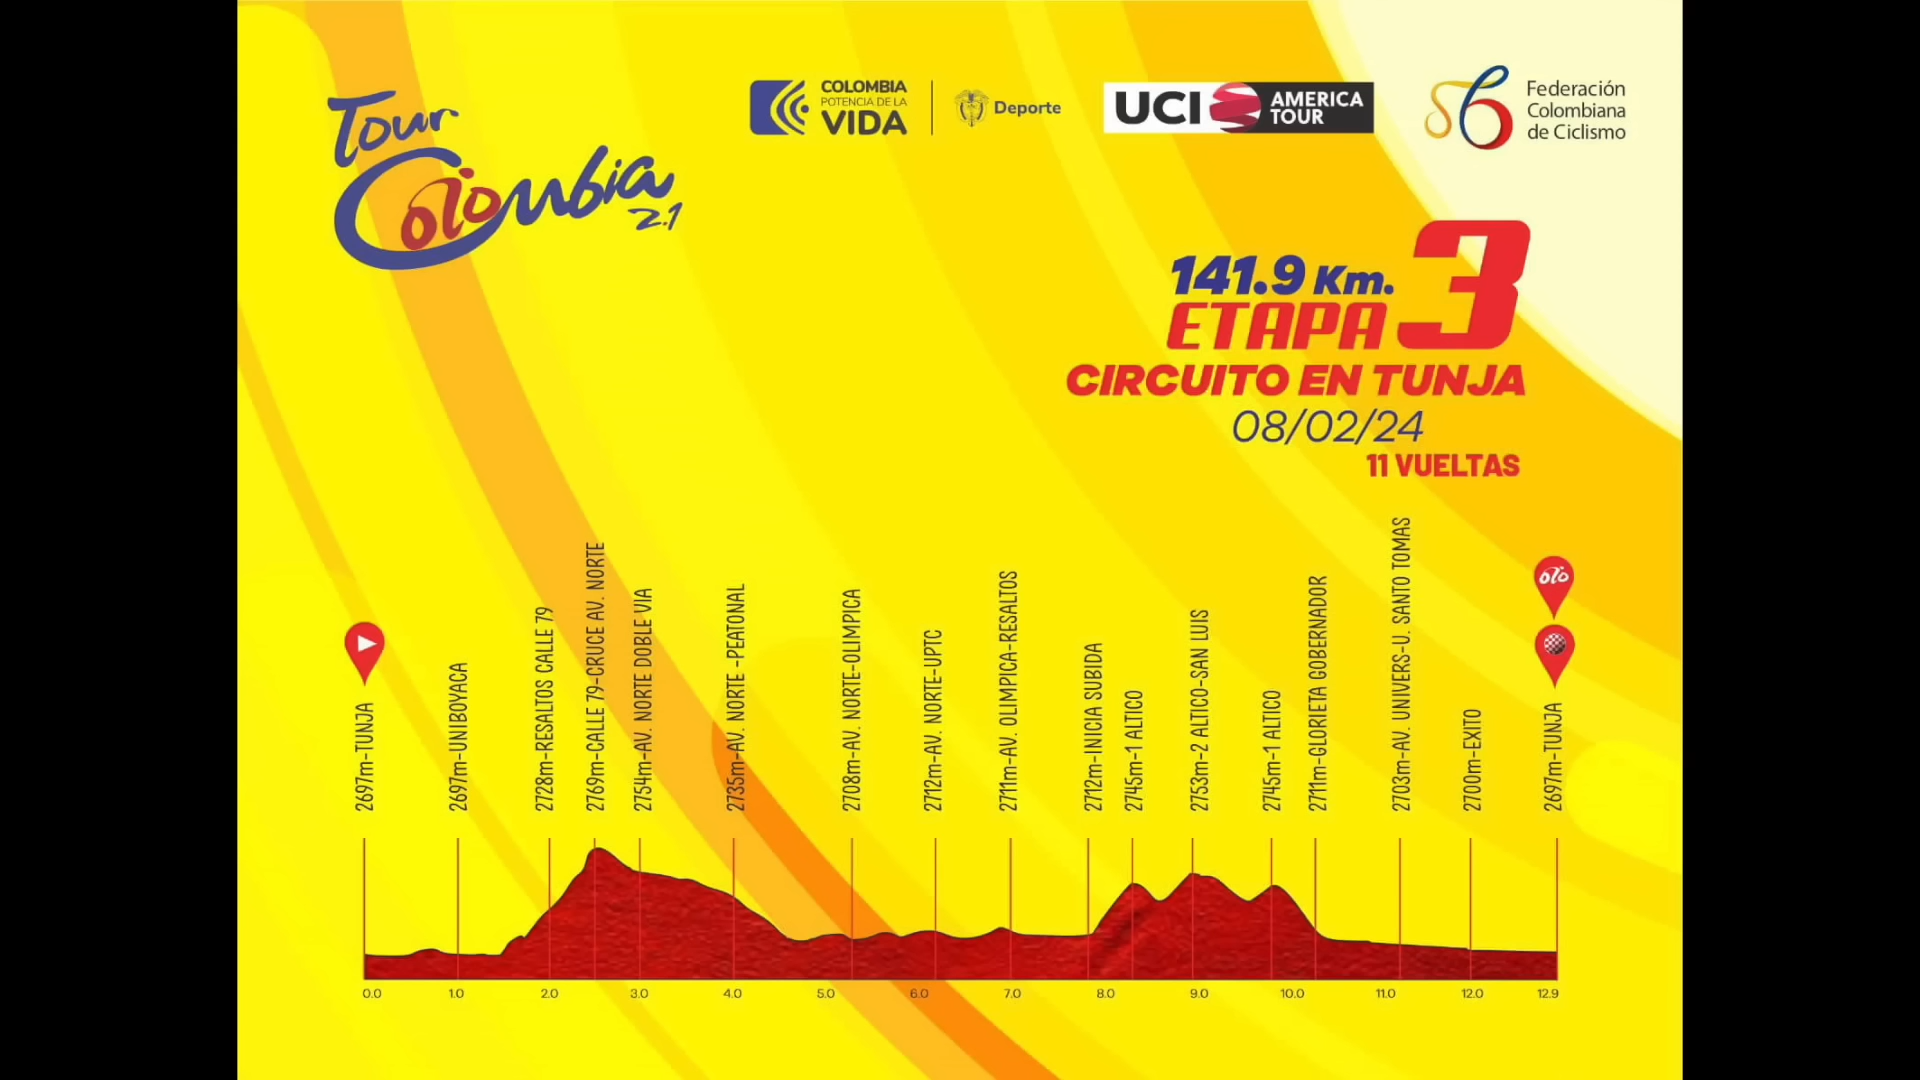 Tour
Colombia
2.1
COLOMBIA
POTENCIA DE LA
VIDA
Deporte
UCI AMERICA
TOUR
Federación
Colombiana
de Ciclismo
141.9 Km.
ETAPA 3
CIRCUITO EN TUNJA
08/02/24
11 VUELTAS
2697m-TUNJA
2697m-UNIBOYACA
2728m-RESALTOS CALLE 79
2769m-CALLE 79-CRUCE AV. NORTE
2754m-AV. NORTE DOBLE VIA
2735m-AV. NORTE -PEATONAL
2708m-AV. NORTE-OLIMPICA
2712m-AV. NORTE-UPTC
2711m-AV. OLIMPICA-RESALTOS
2712m-INICIA SUBIDA
2745m-1 ALTICO
2753m-2 ALTICO-SAN LUIS
2745m-1 ALTICO
2711m-GLORIETA GOBERNADOR
2703m-AV. UNIVERS-U. SANTO TOMAS
2700m-EXITO
2697m-TUNJA
0.0 1.0 2.0 3.0 4.0 5.0 6.0 7.0 8.0 9.0 10.0 11.0 12.0 12.9